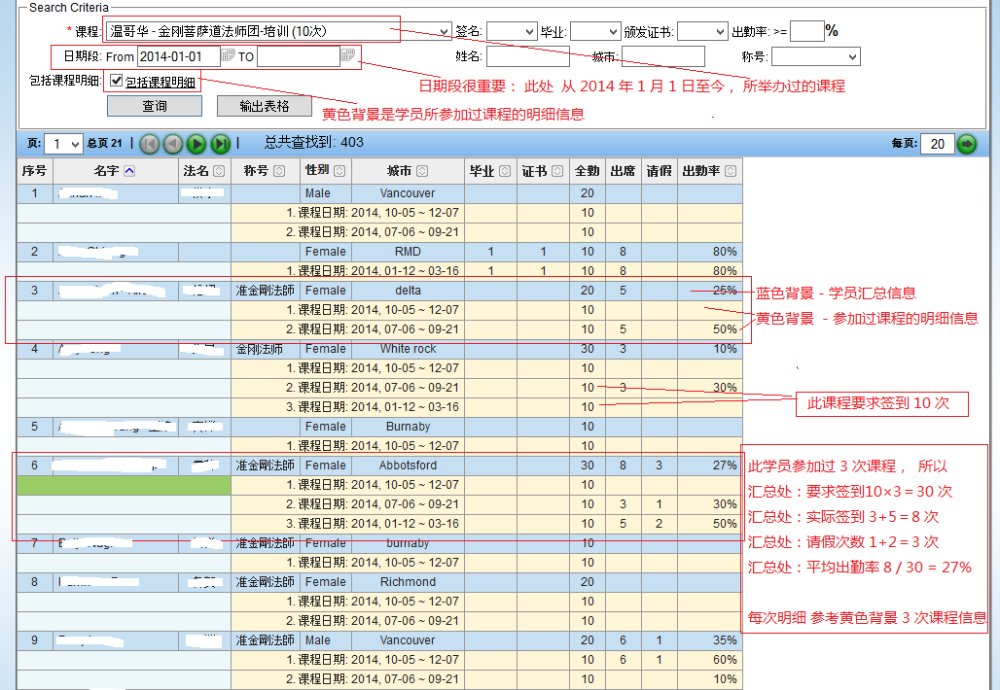 Search Criteria
* 课程: 温哥华 - 金刚菩萨道法师团-培训 (10次) 签名: 毕业: 颁发证书: 出勤率: >= %
日期段: From 2014-01-01 TO 姓名: 城市: 称号:
包括课程明细: 包括课程明细 日期段很重要： 此处 从 2014 年 1 月 1 日至今， 所举办过的课程
查询 输出表格 黄色背景是学员所参加过课程的明细信息
页: 1 总页 21 | | 总共查找到: 403 每页: 20
序号 名字 法名 称号 性别 城市 毕业 证书 全勤 出席 请假 出勤率
1 Male Vancouver 20
1. 课程日期: 2014, 10-05 ~ 12-07 10
2. 课程日期: 2014, 07-06 ~ 09-21 10
2 Female RMD 1 1 10 8 80%
1. 课程日期: 2014, 01-12 ~ 03-16 1 1 10 8 80%
3 准金刚法師 Female delta 20 5 25% 蓝色背景 - 学员汇总信息
1. 课程日期: 2014, 10-05 ~ 12-07 10 黄色背景 - 参加过课程的明细信息
2. 课程日期: 2014, 07-06 ~ 09-21 10 5 50%
4 金刚法师 Female White rock 30 3 10%
1. 课程日期: 2014, 10-05 ~ 12-07 10
2. 课程日期: 2014, 07-06 ~ 09-21 10 3 30%
3. 课程日期: 2014, 01-12 ~ 03-16 10 此课程要求签到 10 次
5 Female Burnaby 10
1. 课程日期: 2014, 10-05 ~ 12-07 10
6 准金刚法師 Female Abbotsford 30 8 3 27% 此学员参加过 3 次课程， 所以
1. 课程日期: 2014, 10-05 ~ 12-07 10 汇总处：要求签到10×3＝30 次
2. 课程日期: 2014, 07-06 ~ 09-21 10 3 1 30% 汇总处：实际签到 3+5＝8 次
3. 课程日期: 2014, 01-12 ~ 03-16 10 5 2 50% 汇总处：请假次数 1+2＝3 次
7 准金刚法師 Female burnaby 10
1. 课程日期: 2014, 10-05 ~ 12-07 10 汇总处：平均出勤率 8 / 30 = 27%
8 准金刚法師 Female Richmond 20
1. 课程日期: 2014, 10-05 ~ 12-07 10
2. 课程日期: 2014, 07-06 ~ 09-21 10 每次明细 参考黄色背景 3 次课程信息
9 准金刚法師 Male Vancouver 20 6 1 35%
1. 课程日期: 2014, 10-05 ~ 12-07 10 6 1 60%
2. 课程日期: 2014, 07-06 ~ 09-21 10 10%